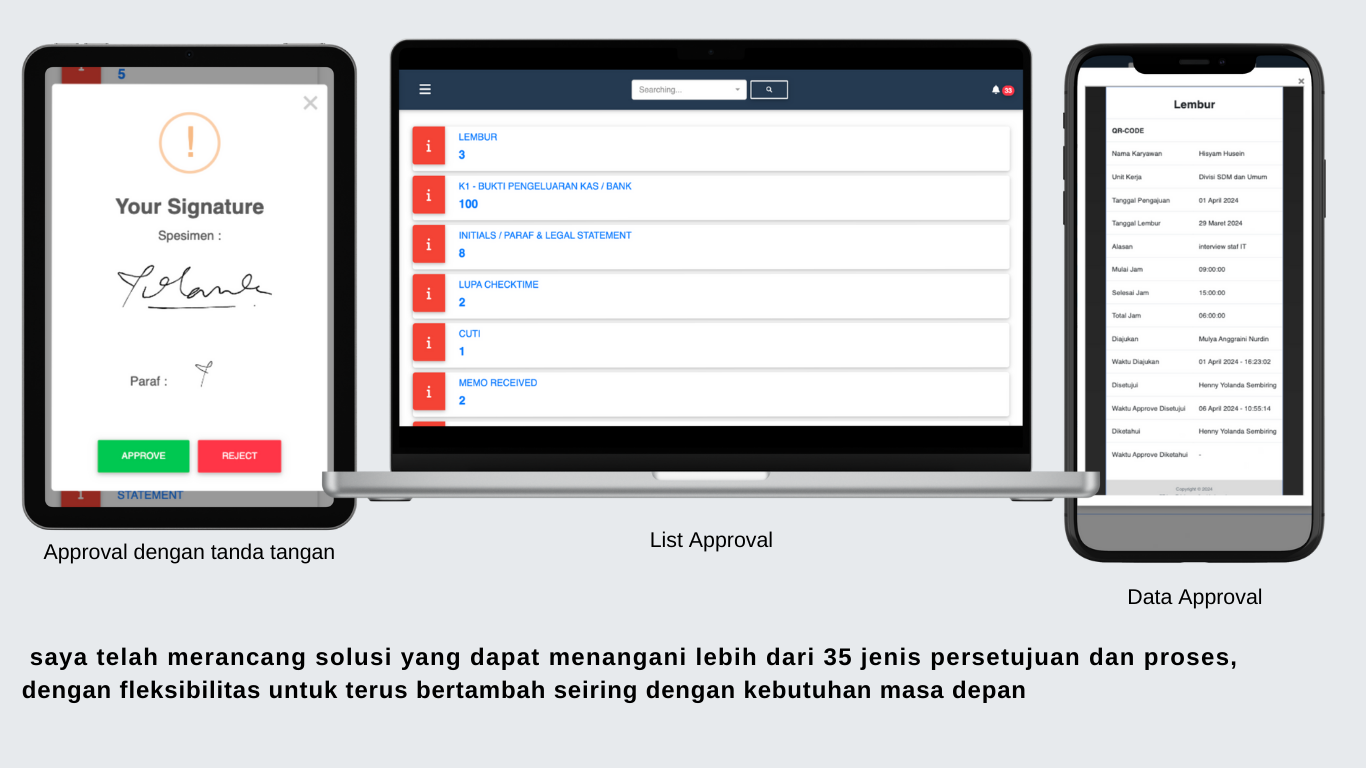 5
×
!
Your Signature
Spesimen :
Paraf :
APPROVE
REJECT
i
STATEMENT
Approval dengan tanda tangan
Searching...
33
i
LEMBUR
3
i
K1 - BUKTI PENGELUARAN KAS / BANK
100
i
INITIALS / PARAF & LEGAL STATEMENT
8
i
LUPA CHECKTIME
2
i
CUTI
1
i
MEMO RECEIVED
2
List Approval
×
Lembur
QR-CODE
Nama Karyawan Hisyam Husein
Unit Kerja Divisi SDM dan Umum
Tanggal Pengajuan 01 April 2024
Tanggal Lembur 29 Maret 2024
Alasan interview staf IT
Mulai Jam 09:00:00
Selesai Jam 15:00:00
Total Jam 06:00:00
Diajukan Mulya Anggraini Nurdin
Waktu Diajukan 01 April 2024 - 16:23:02
Disetujui Henny Yolanda Sembiring
Waktu Approve Disetujui 06 April 2024 - 10:55:14
Diketahui Henny Yolanda Sembiring
Waktu Approve Diketahui -
Copyright © 2024
Data Approval
saya telah merancang solusi yang dapat menangani lebih dari 35 jenis persetujuan dan proses,
dengan fleksibilitas untuk terus bertambah seiring dengan kebutuhan masa depan